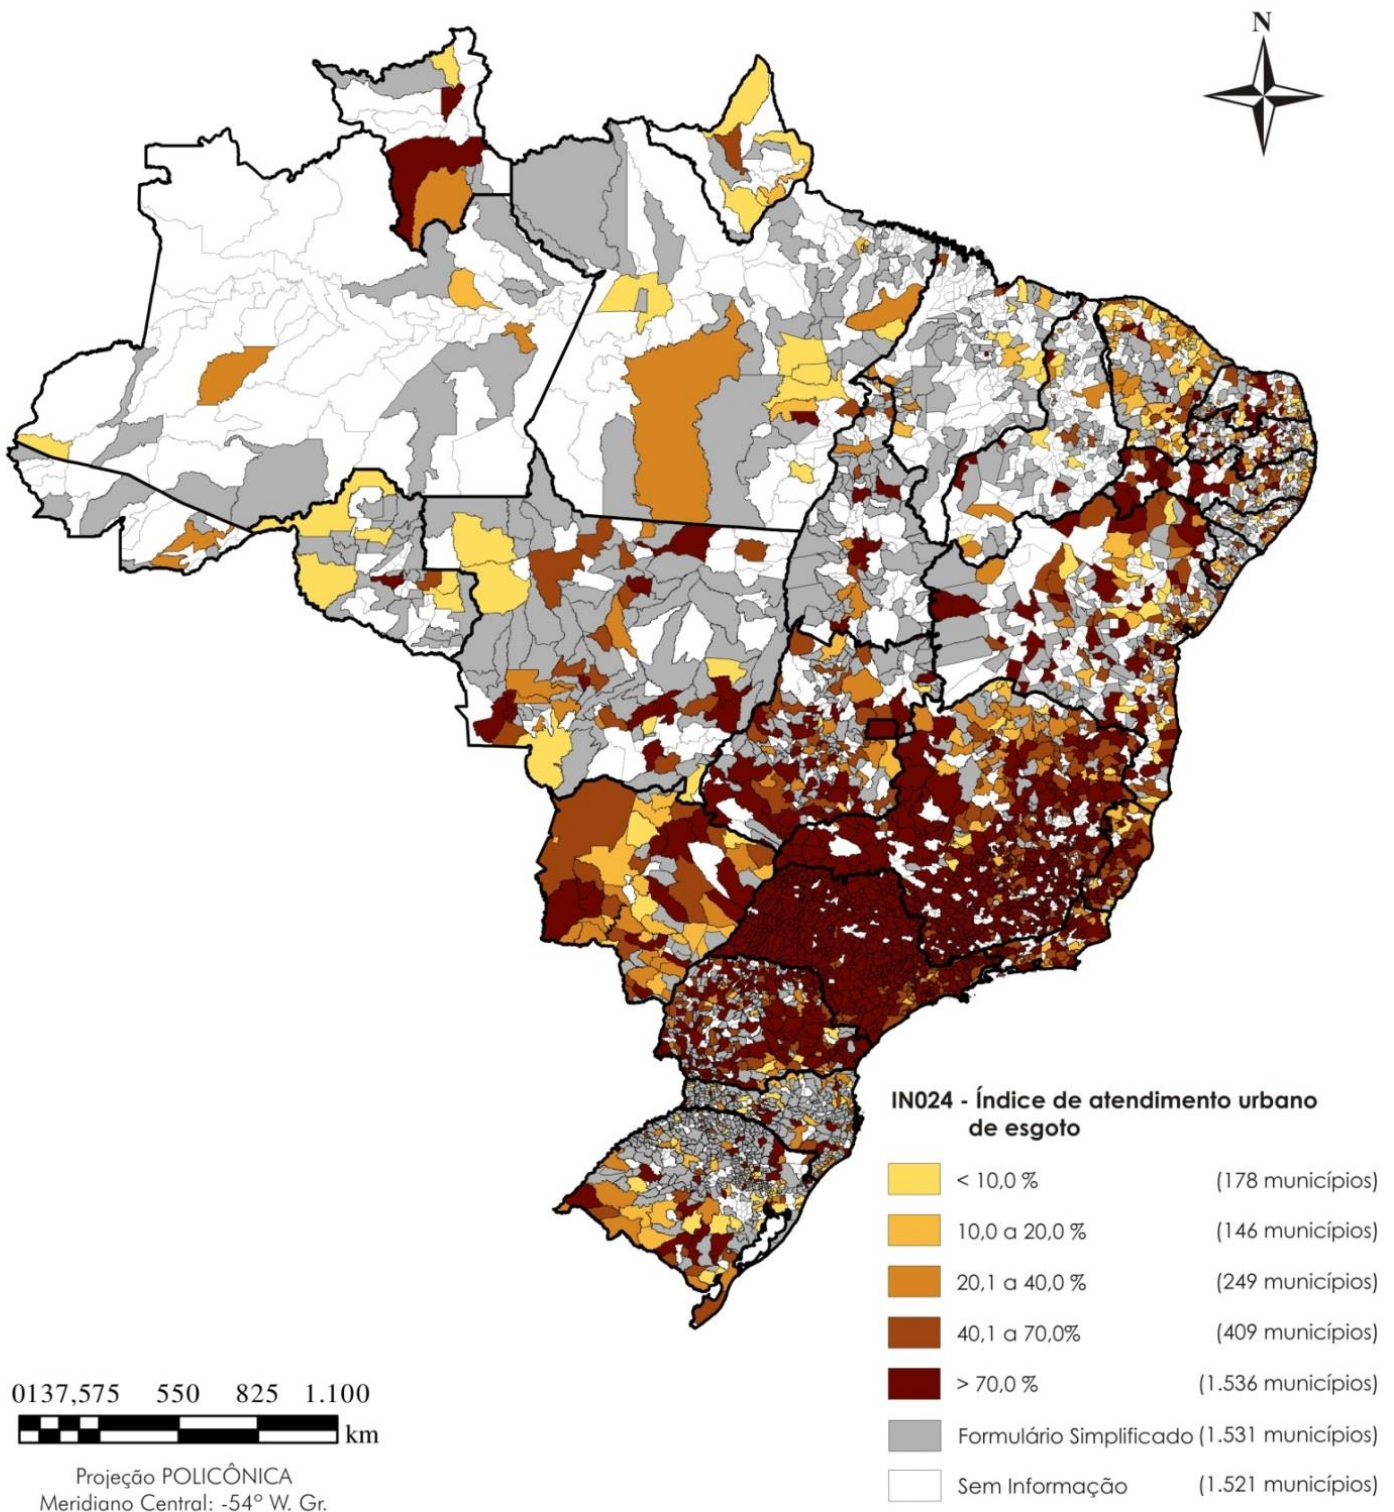 N
IN024 - Índice de atendimento urbano
de esgoto
< 10,0 % (178 municípios)
10,0 a 20,0 % (146 municípios)
20,1 a 40,0 % (249 municípios)
40,1 a 70,0% (409 municípios)
> 70,0 % (1.536 municípios)
Formulário Simplificado (1.531 municípios)
Sem Informação (1.521 municípios)
0137,575 550 825 1.100
km
Projeção POLICÔNICA
Meridiano Central: -54º W. Gr.